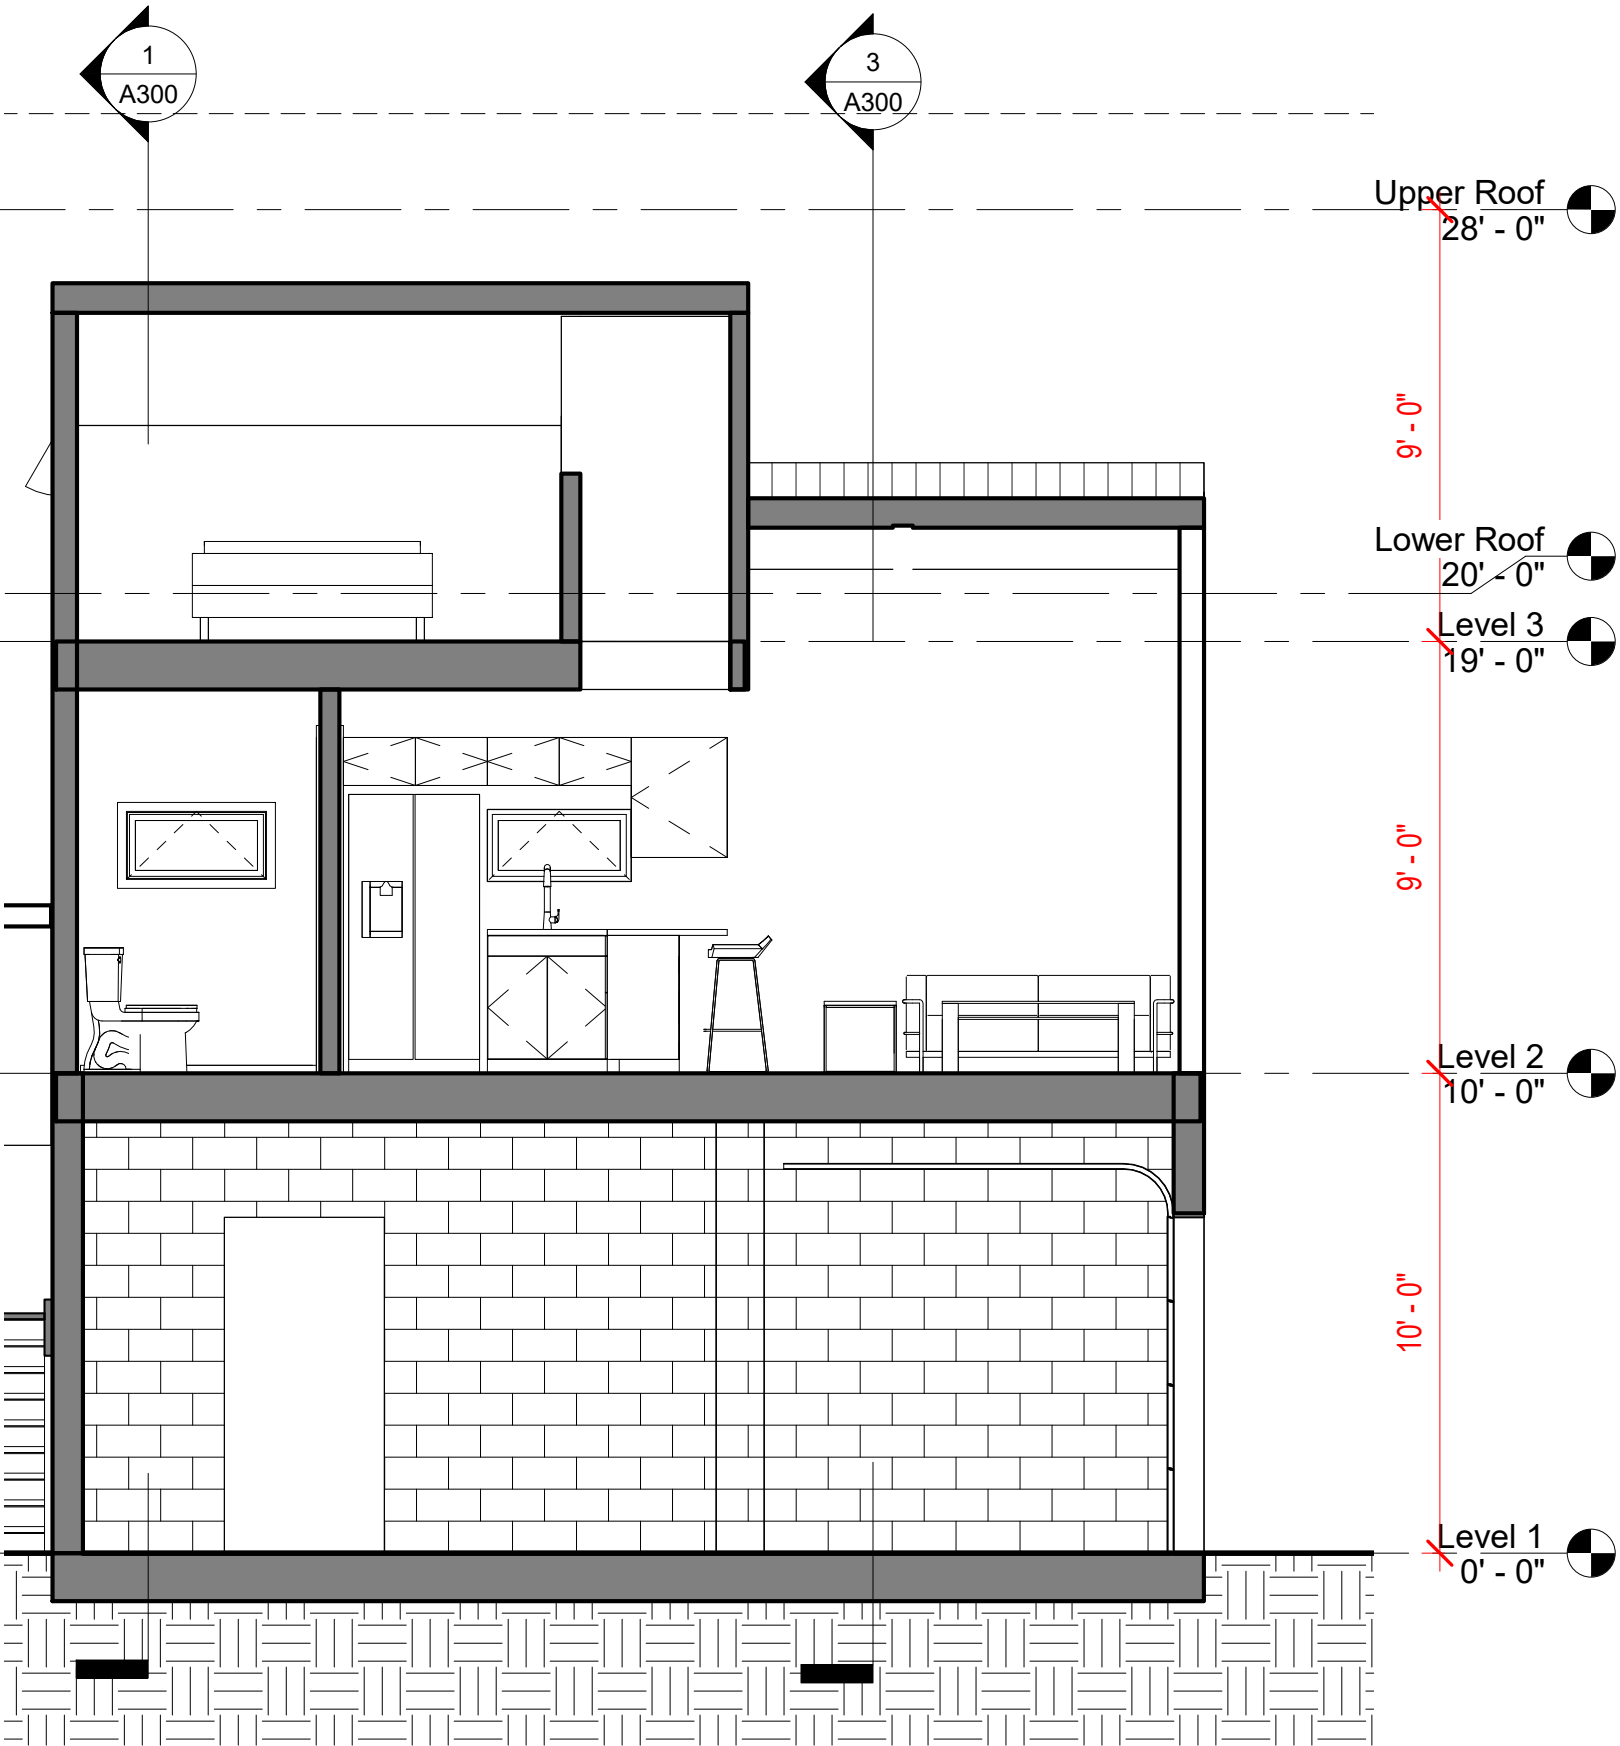 1
A300
3
A300
Upper Roof
28' - 0"
9' - 0"
Lower Roof
20' - 0"
Level 3
19' - 0"
9' - 0"
Level 2
10' - 0"
10' - 0"
Level 1
0' - 0"